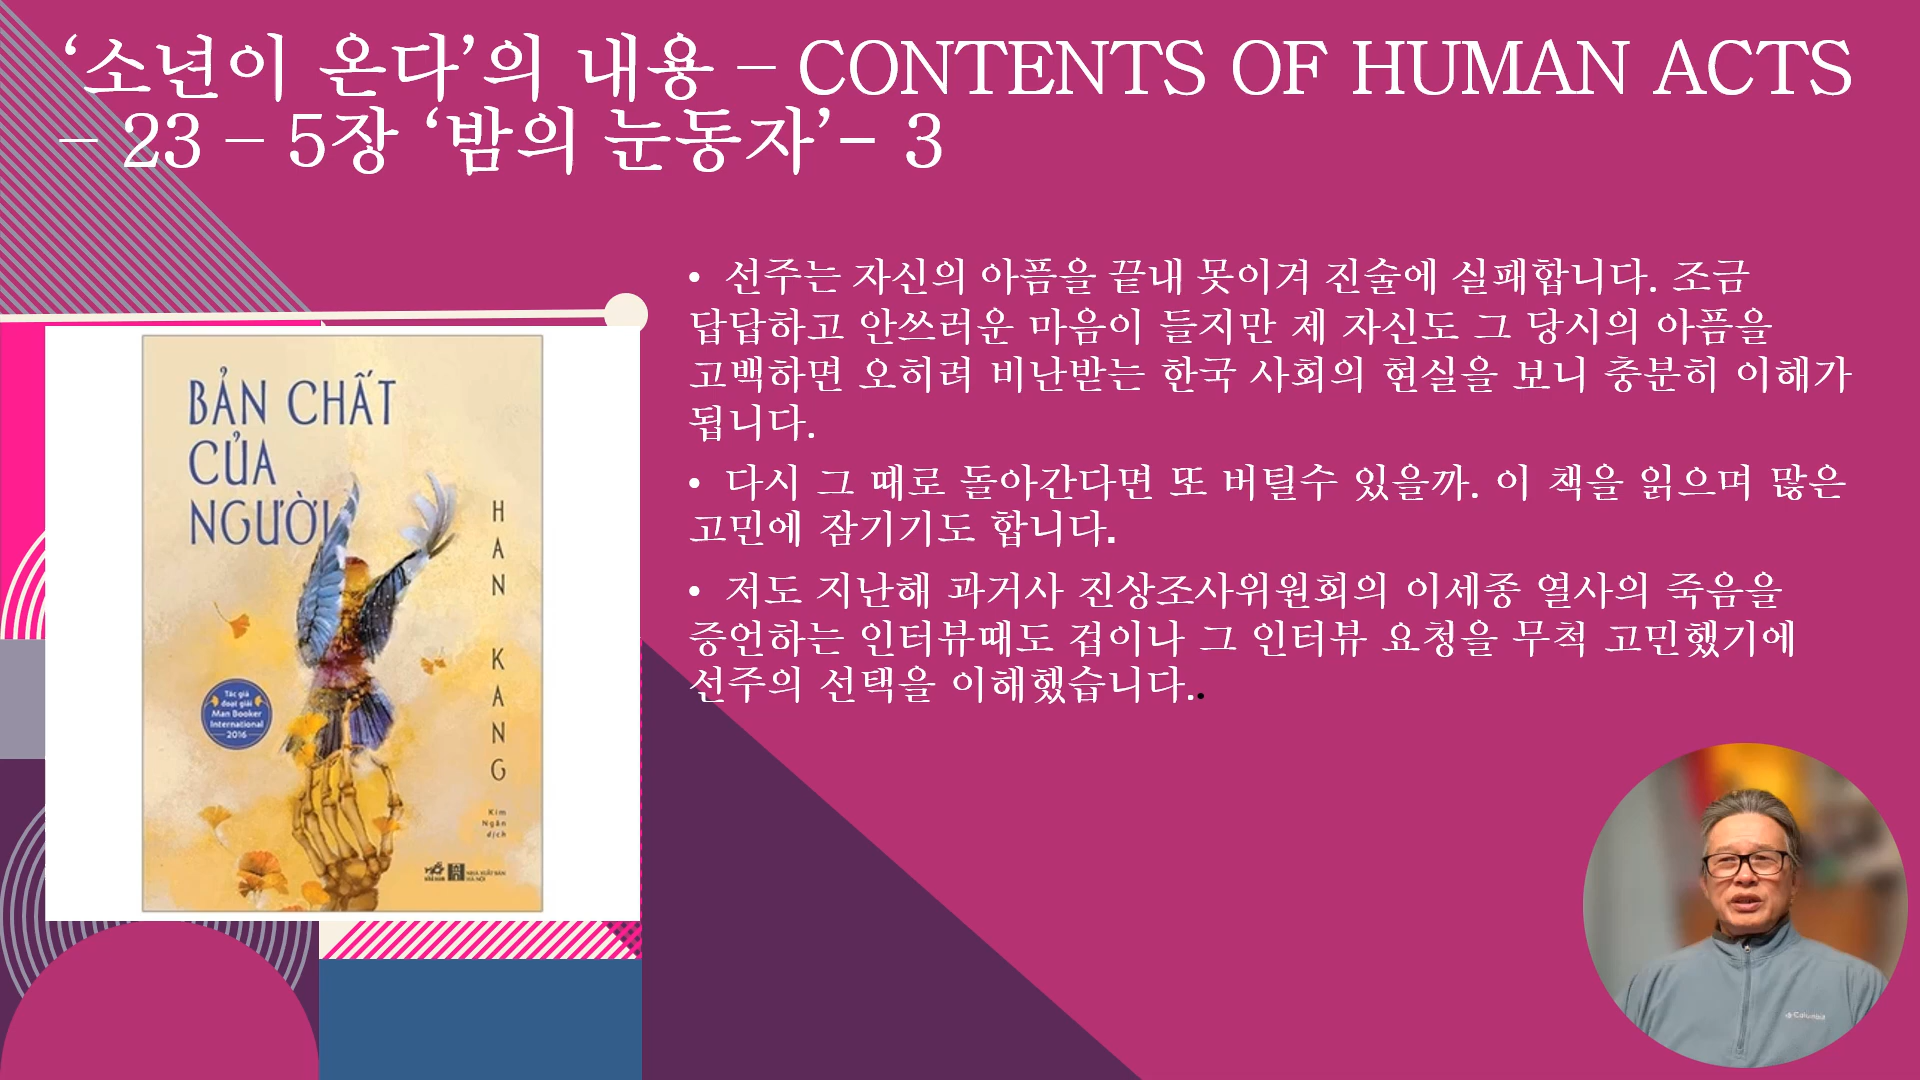 ‘소년이 온다’의 내용 – CONTENTS OF HUMAN ACTS
– 23 – 5장 ‘밤의 눈동자’- 3
• 선주는 자신의 아픔을 끝내 못이겨 진술에 실패합니다. 조금
답답하고 안쓰러운 마음이 들지만 제 자신도 그 당시의 아픔을
고백하면 오히려 비난받는 한국 사회의 현실을 보니 충분히 이해가
됩니다.
• 다시 그 때로 돌아간다면 또 버틸수 있을까. 이 책을 읽으며 많은
고민에 잠기기도 합니다.
• 저도 지난해 과거사 진상조사위원회의 이세종 열사의 죽음을
증언하는 인터뷰때도 겁이나 그 인터뷰 요청을 무척 고민했기에
선주의 선택을 이해했습니다..
BẢN CHẤT
CỦA
NGƯỜI
HAN KANG
Tác giả
đoạt giải
Man Booker
International
2016
Kim
Ngân
dịch
NHÃ NAM
NHÀ XUẤT BẢN
HÀ NỘI
Columbia